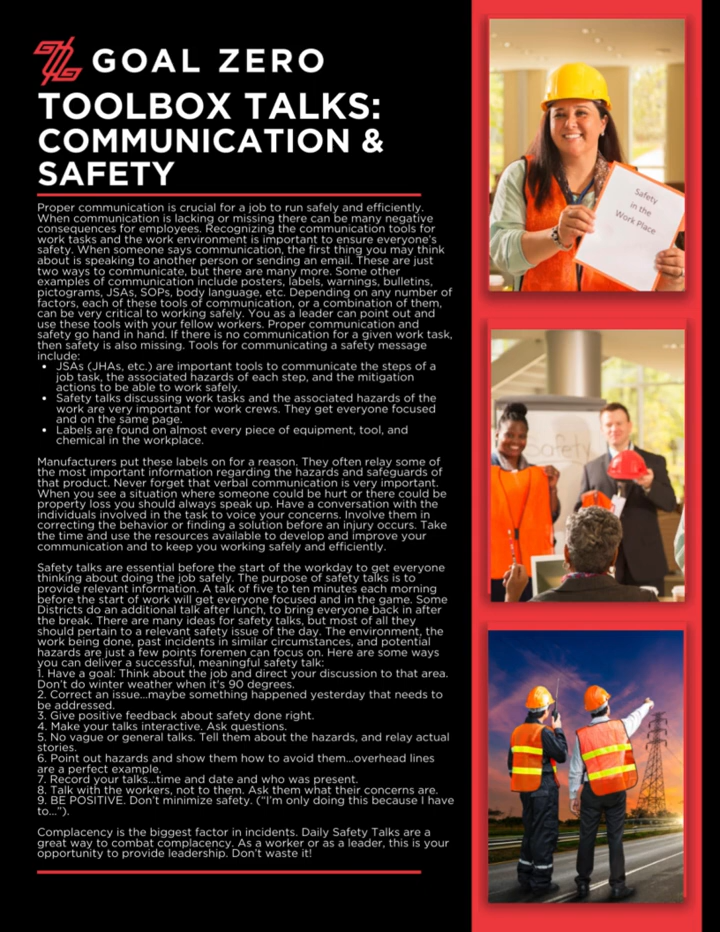 GOAL ZERO
TOOLBOX TALKS:
COMMUNICATION &
SAFETY
Proper communication is crucial for a job to run safely and efficiently.
When communication is lacking or missing there can be many negative
consequences for employees. Recognizing the communication tools for
work tasks and the work environment is important to ensure everyone's
safety. When someone says communication, the first thing you may think
about is speaking to another person or sending an email. These are just
two ways to communicate, but there are many more. Some other
examples of communication include posters, labels, warnings, bulletins,
pictograms, JSAs, SOPs, body language, etc. Depending on any number of
factors, each of these tools of communication, or a combination of them,
can be very critical to working safely. You as a leader can point out and
use these tools with your fellow workers. Proper communication and
safety go hand in hand. If there is no communication for a given work task,
then safety is also missing. Tools for communicating a safety message
include:
• JSAs (JHAs, etc.) are important tools to communicate the steps of a
job task, the associated hazards of each step, and the mitigation
actions to be able to work safely.
• Safety talks discussing work tasks and the associated hazards of the
work are very important for work crews. They get everyone focused
and on the same page.
• Labels are found on almost every piece of equipment, tool, and
chemical in the workplace.
Manufacturers put these labels on for a reason. They often relay some of
the most important information regarding the hazards and safeguards of
that product. Never forget that verbal communication is very important.
When you see a situation where someone could be hurt or there could be
property loss you should always speak up. Have a conversation with the
individuals involved in the task to voice your concerns. Involve them in
correcting the behavior or finding a solution before an injury occurs. Take
the time and use the resources available to develop and improve your
communication and to keep you working safely and efficiently.
Safety talks are essential before the start of the workday to get everyone
thinking about doing the job safely. The purpose of safety talks is to
provide relevant information. A talk of five to ten minutes each morning
before the start of work will get everyone focused and in the game. Some
Districts do an additional talk after lunch, to bring everyone back in after
the break. There are many ideas for safety talks, but most of all they
should pertain to a relevant safety issue of the day. The environment, the
work being done, past incidents in similar circumstances, and potential
hazards are just a few points foremen can focus on. Here are some ways
you can deliver a successful, meaningful safety talk:
1. Have a goal: Think about the job and direct your discussion to that area.
Don't do winter weather when it's 90 degrees.
2. Correct an issue...maybe something happened yesterday that needs to
be addressed.
3. Give positive feedback about safety done right.
4. Make your talks interactive. Ask questions.
5. No vague or general talks. Tell them about the hazards, and relay actual
stories.
6. Point out hazards and show them how to avoid them...overhead lines
are a perfect example.
7. Record your talks...time and date and who was present.
8. Talk with the workers, not to them. Ask them what their concerns are.
9. BE POSITIVE. Don't minimize safety. ("I'm only doing this because I have
to...").
Complacency is the biggest factor in incidents. Daily Safety Talks are a
great way to combat complacency. As a worker or as a leader, this is your
opportunity to provide leadership. Don't waste it!
Safety
in the
Work Place
Safety